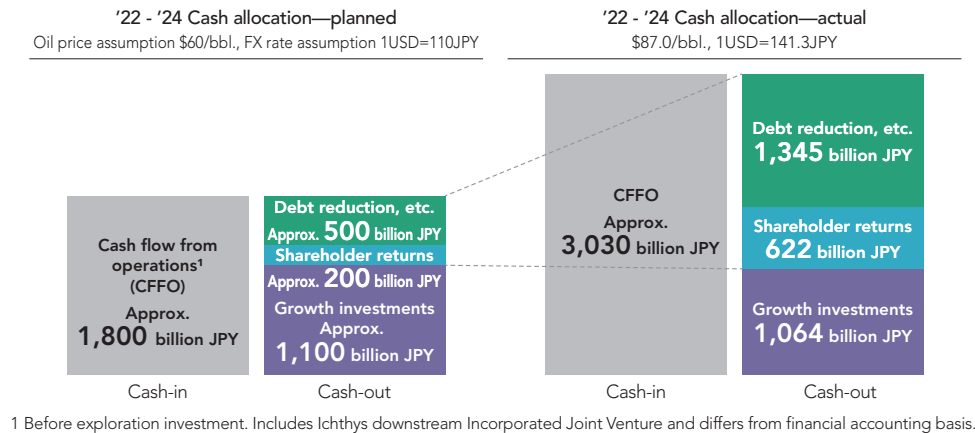 ‘22 - ‘24 Cash allocation—planned
Oil price assumption $60/bbl., FX rate assumption 1USD=110JPY
Cash flow from
operations¹
(CFFO)
Approx.
1,800 billion JPY
Debt reduction, etc.
Approx. 500 billion JPY
Shareholder returns
Approx. 200 billion JPY
Growth investments
Approx.
1,100 billion JPY
Cash-in
Cash-out
‘22 - ‘24 Cash allocation—actual
$87.0/bbl., 1USD=141.3JPY
CFFO
Approx.
3,030 billion JPY
Debt reduction, etc.
1,345 billion JPY
Shareholder returns
622 billion JPY
Growth investments
1,064 billion JPY
Cash-in
Cash-out
1 Before exploration investment. Includes Ichthys downstream Incorporated Joint Venture and differs from financial accounting basis.